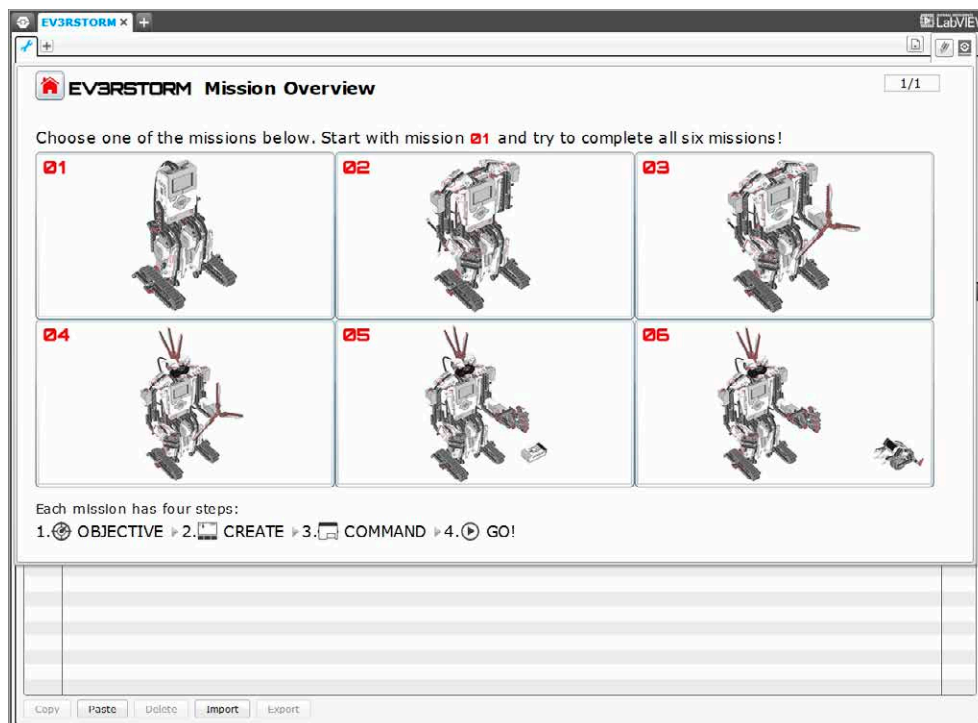 EV3RSTORM × +
LabVIEW
+
EV3RSTORM Mission Overview
1/1
Choose one of the missions below. Start with mission 01 and try to complete all six missions!
01
02
03
04
05
06
Each mission has four steps:
1. OBJECTIVE 2. CREATE 3. COMMAND 4. GO!
Copy Paste Delete Import Export